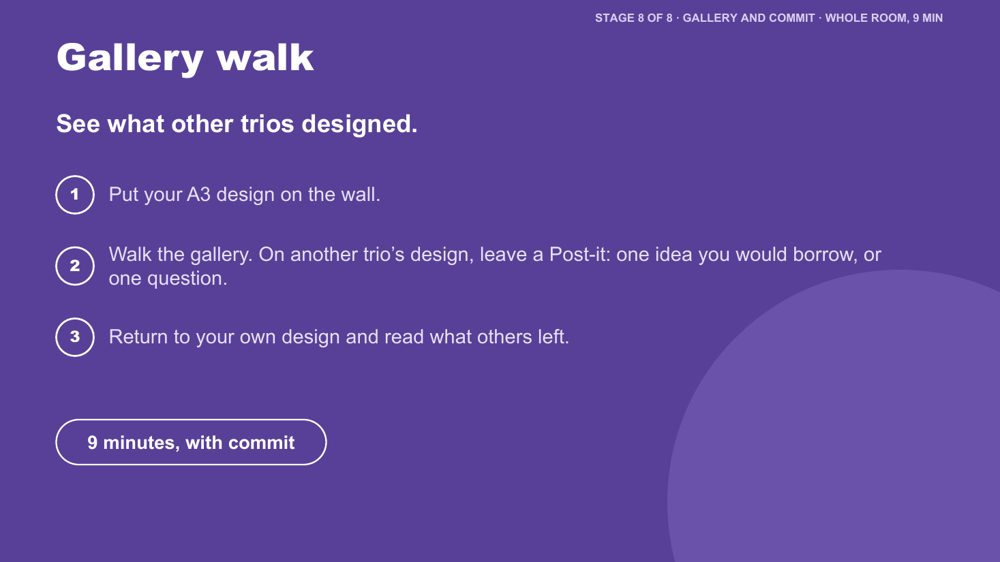 STAGE 8 OF 8 · GALLERY AND COMMIT · WHOLE ROOM, 9 MIN
Gallery walk
See what other trios designed.
1 Put your A3 design on the wall.
2 Walk the gallery. On another trio’s design, leave a Post-it: one idea you would borrow, or
one question.
3 Return to your own design and read what others left.
9 minutes, with commit